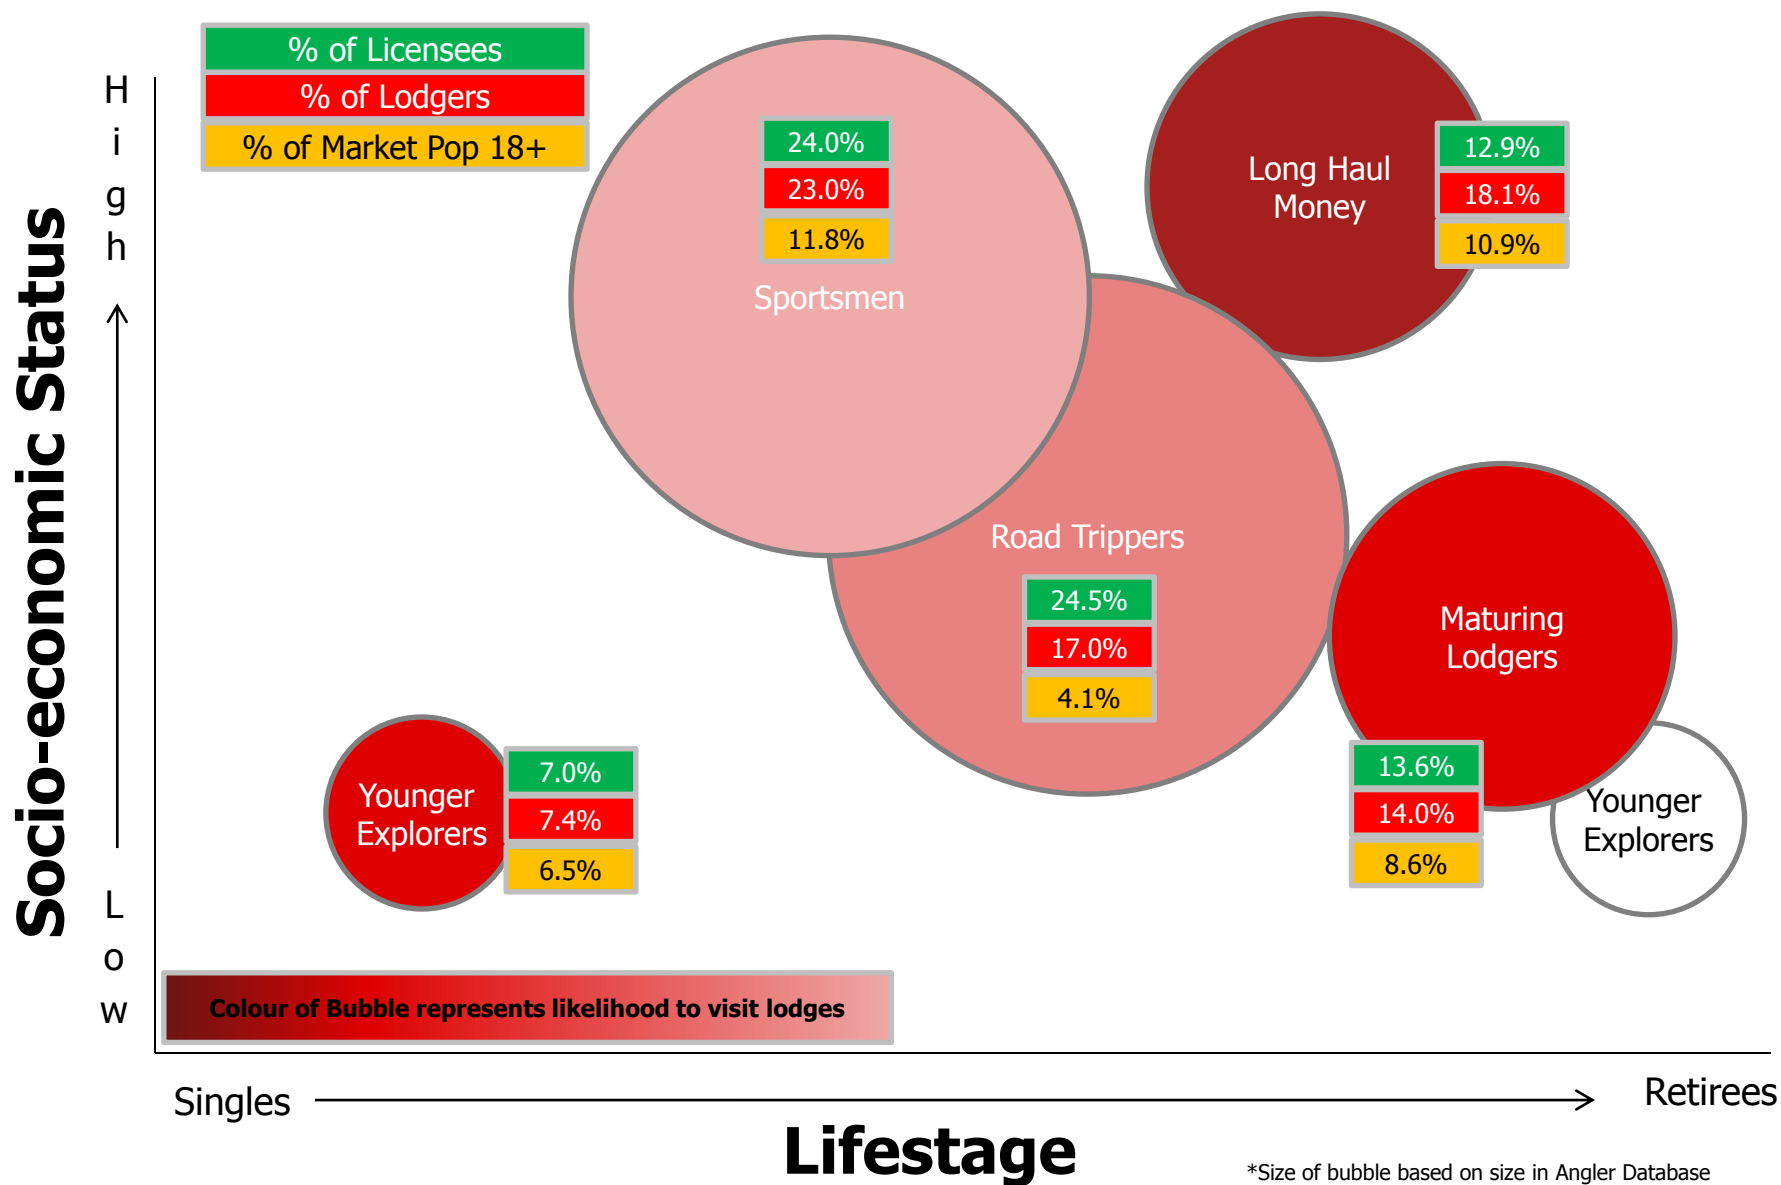 % of Licensees
% of Lodgers
% of Market Pop 18+
High
Low
Socio-economic Status
24.0%
23.0%
11.8%
Sportsmen
Long Haul
Money
12.9%
18.1%
10.9%
Road Trippers
24.5%
17.0%
4.1%
Maturing
Lodgers
13.6%
14.0%
8.6%
Younger
Explorers
7.0%
7.4%
6.5%
Younger
Explorers
Colour of Bubble represents likelihood to visit lodges
Singles
Retirees
Lifestage
*Size of bubble based on size in Angler Database